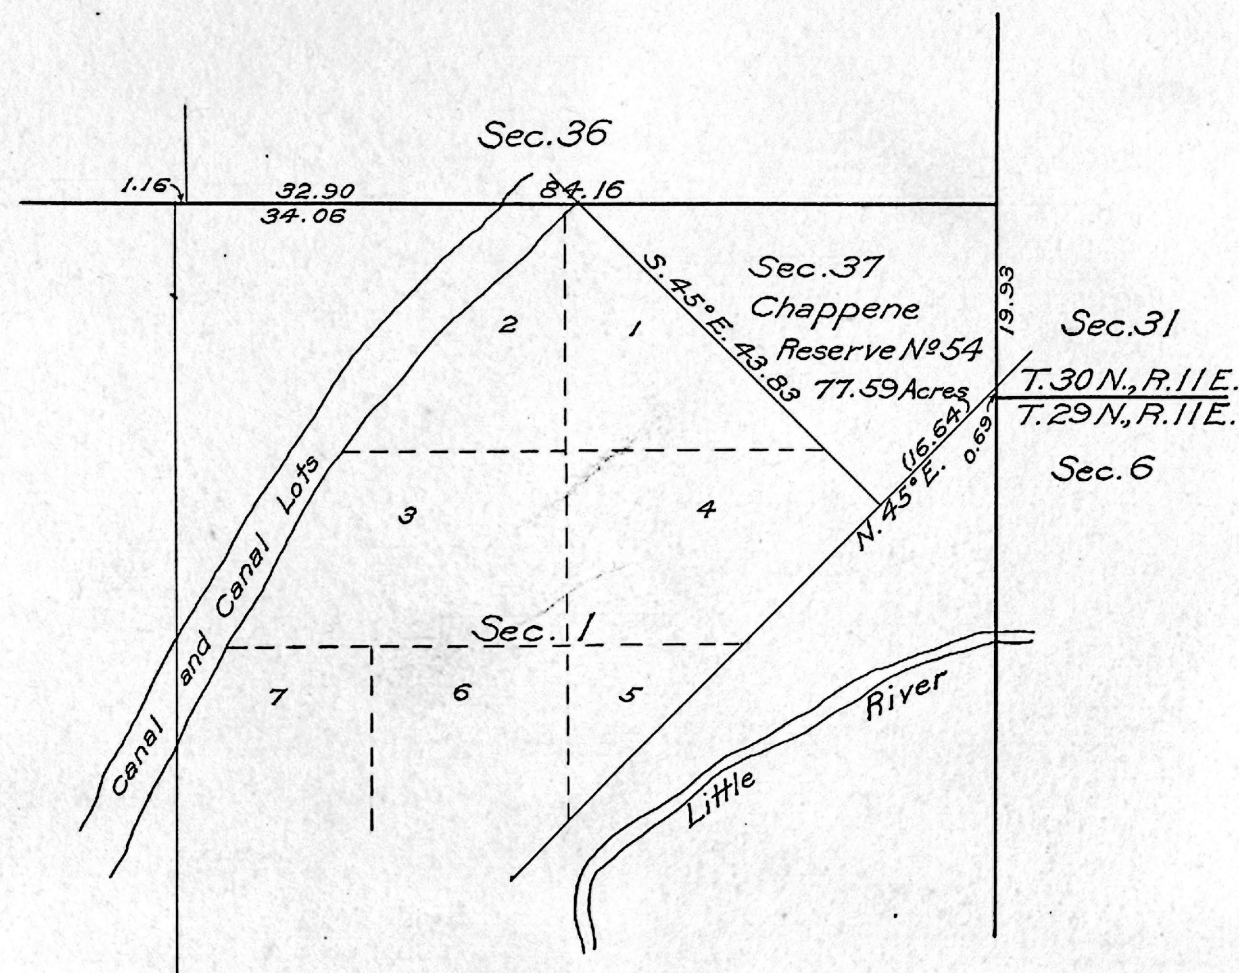 Sec. 36
1.16
32.90
84.16
34.06
S. 45° E. 43.83
Sec. 37
Chappene
Reserve Nº 54
77.59 Acres
19.93
Sec. 31
T. 30 N., R. 11 E.
T. 29 N., R. 11 E.
Sec. 6
(16.64)
N. 45° E.
0.69
2
1
3
4
Canal and Canal Lots
Sec. 1
7
6
5
Little River